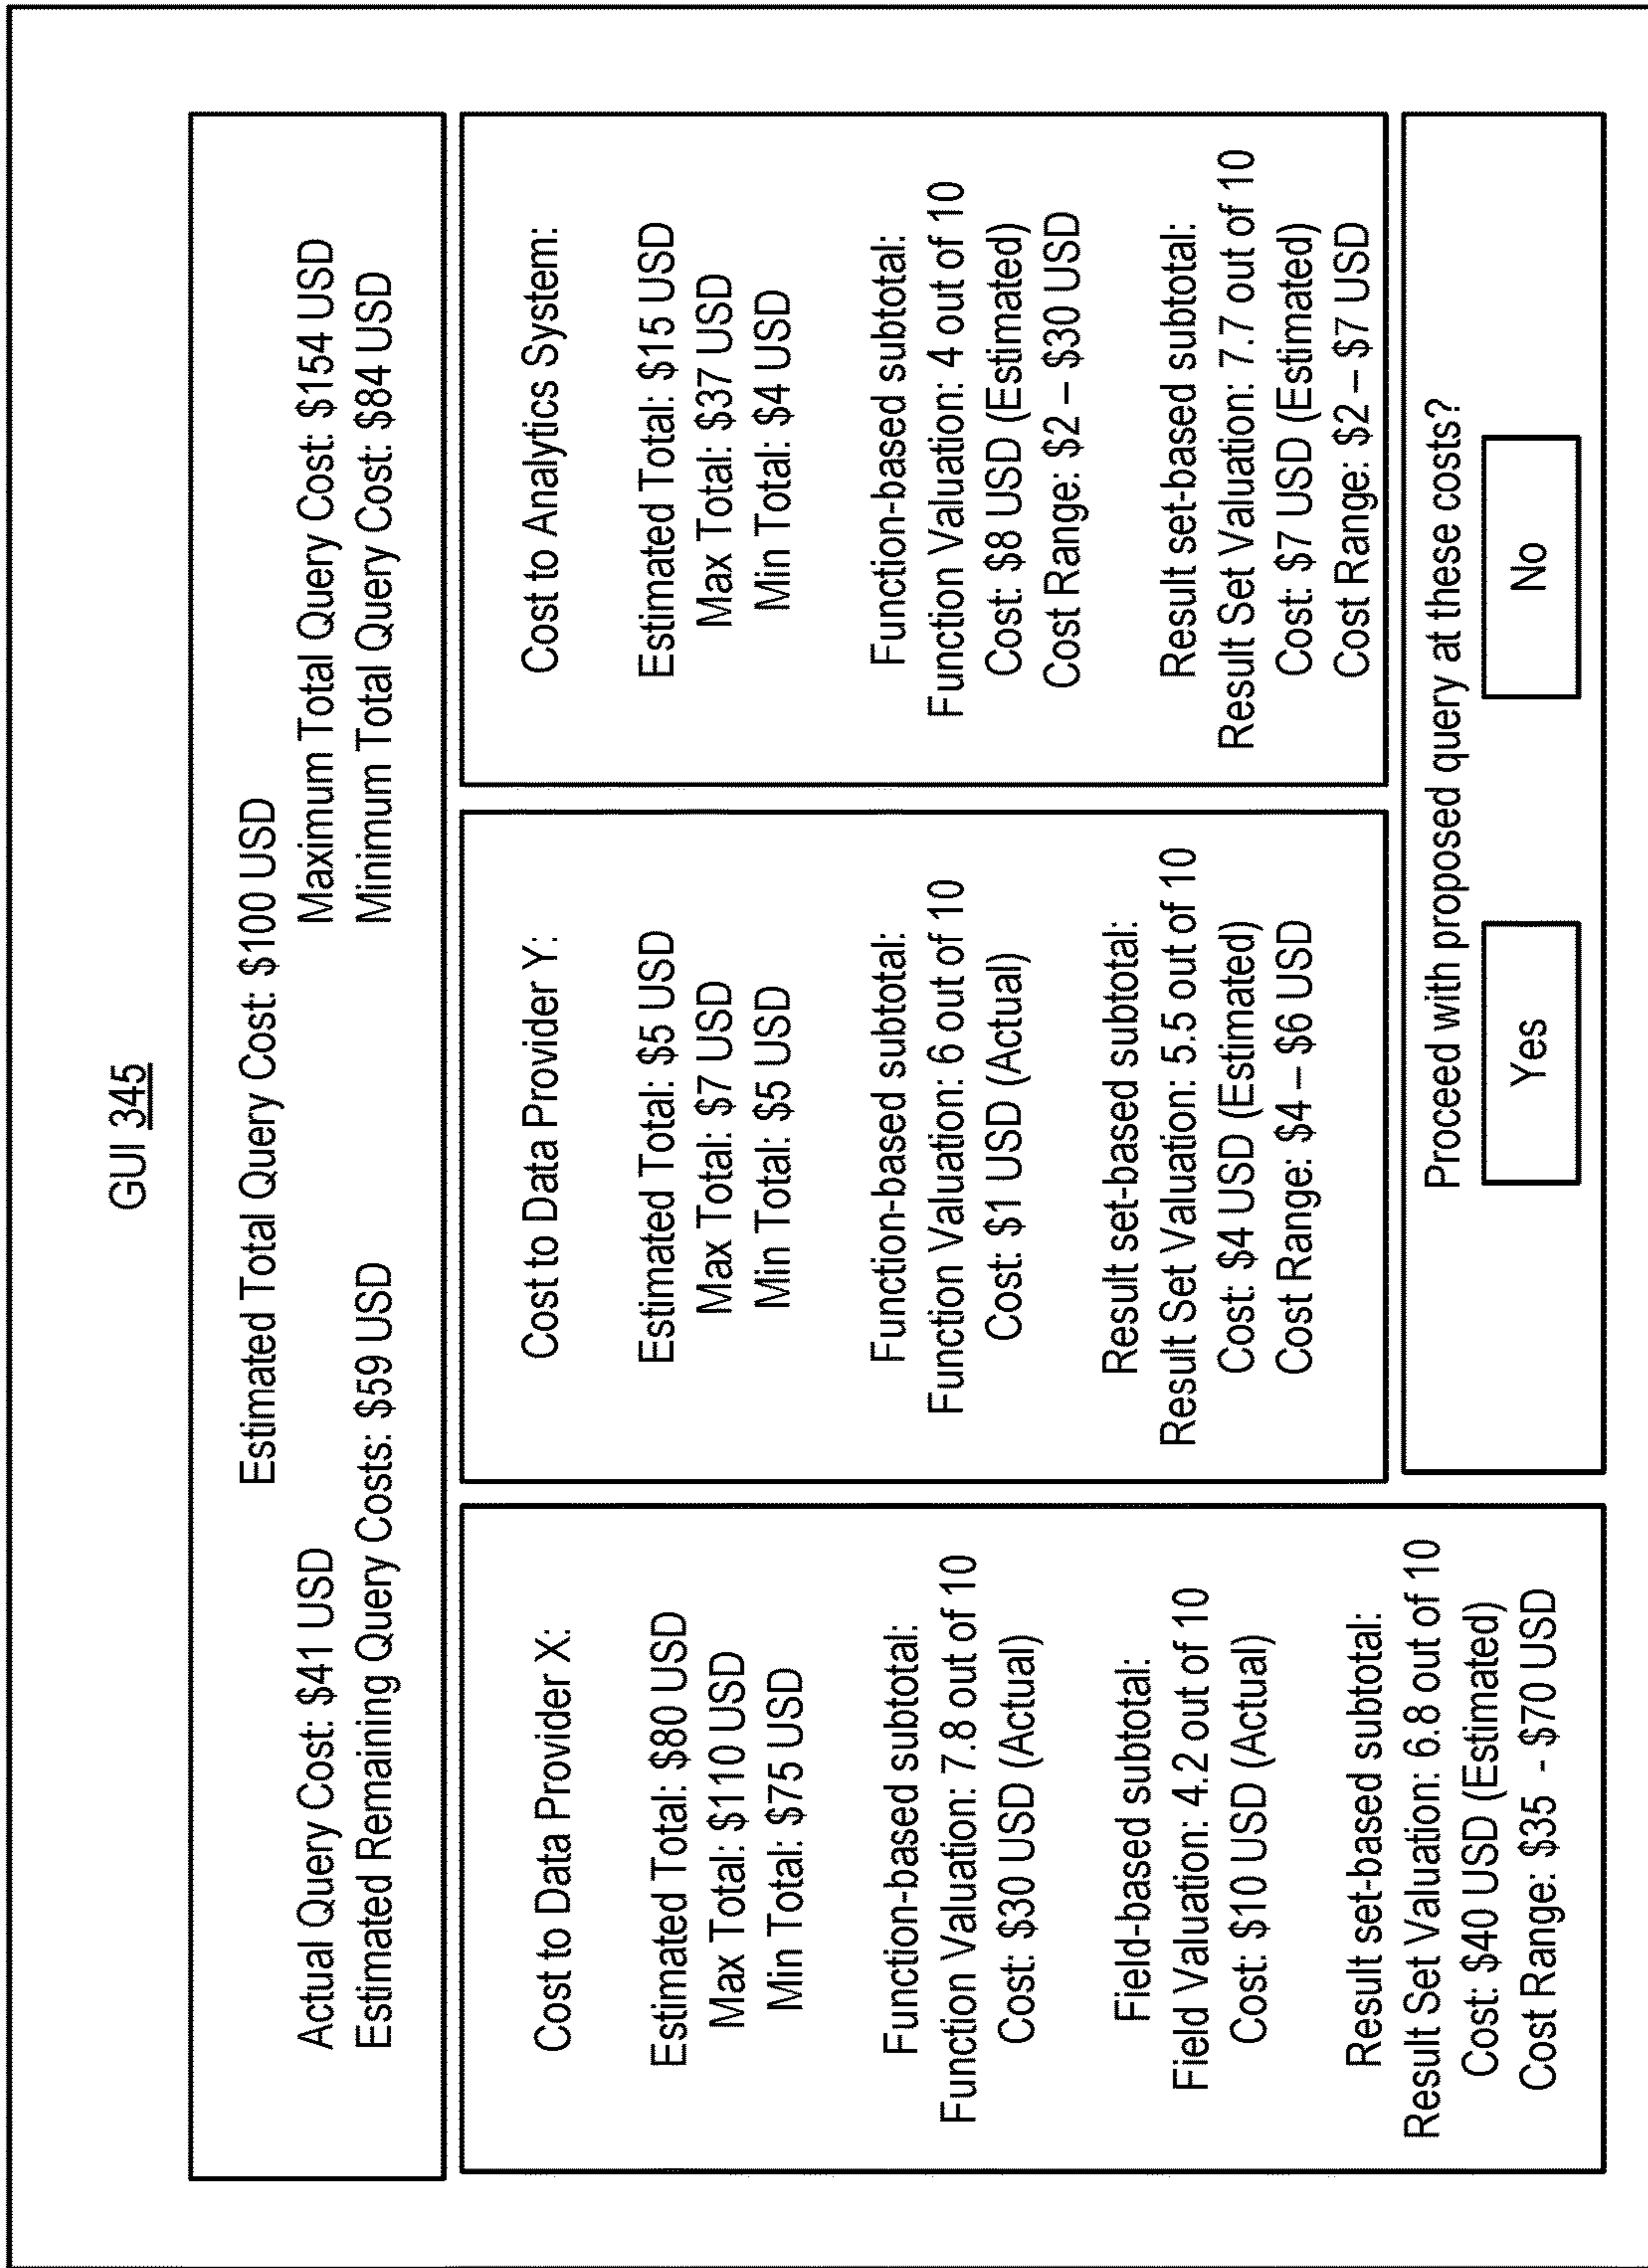 GUI 345
Estimated Total Query Cost: $100 USD
Actual Query Cost: $41 USD
Estimated Remaining Query Costs: $59 USD
Maximum Total Query Cost: $154 USD
Minimum Total Query Cost: $84 USD
Cost to Data Provider X:
Estimated Total: $80 USD
Max Total: $110 USD
Min Total: $75 USD
Function-based subtotal:
Function Valuation: 7.8 out of 10
Cost: $30 USD (Actual)
Field-based subtotal:
Field Valuation: 4.2 out of 10
Cost: $10 USD (Actual)
Result set-based subtotal:
Result Set Valuation: 6.8 out of 10
Cost: $40 USD (Estimated)
Cost Range: $35 - $70 USD
Cost to Data Provider Y:
Estimated Total: $5 USD
Max Total: $7 USD
Min Total: $5 USD
Function-based subtotal:
Function Valuation: 6 out of 10
Cost: $1 USD (Actual)
Result set-based subtotal:
Result Set Valuation: 5.5 out of 10
Cost: $4 USD (Estimated)
Cost Range: $4 – $6 USD
Cost to Analytics System:
Estimated Total: $15 USD
Max Total: $37 USD
Min Total: $4 USD
Function-based subtotal:
Function Valuation: 4 out of 10
Cost: $8 USD (Estimated)
Cost Range: $2 – $30 USD
Result set-based subtotal:
Result Set Valuation: 7.7 out of 10
Cost: $7 USD (Estimated)
Cost Range: $2 – $7 USD
Proceed with proposed query at these costs?
Yes
No